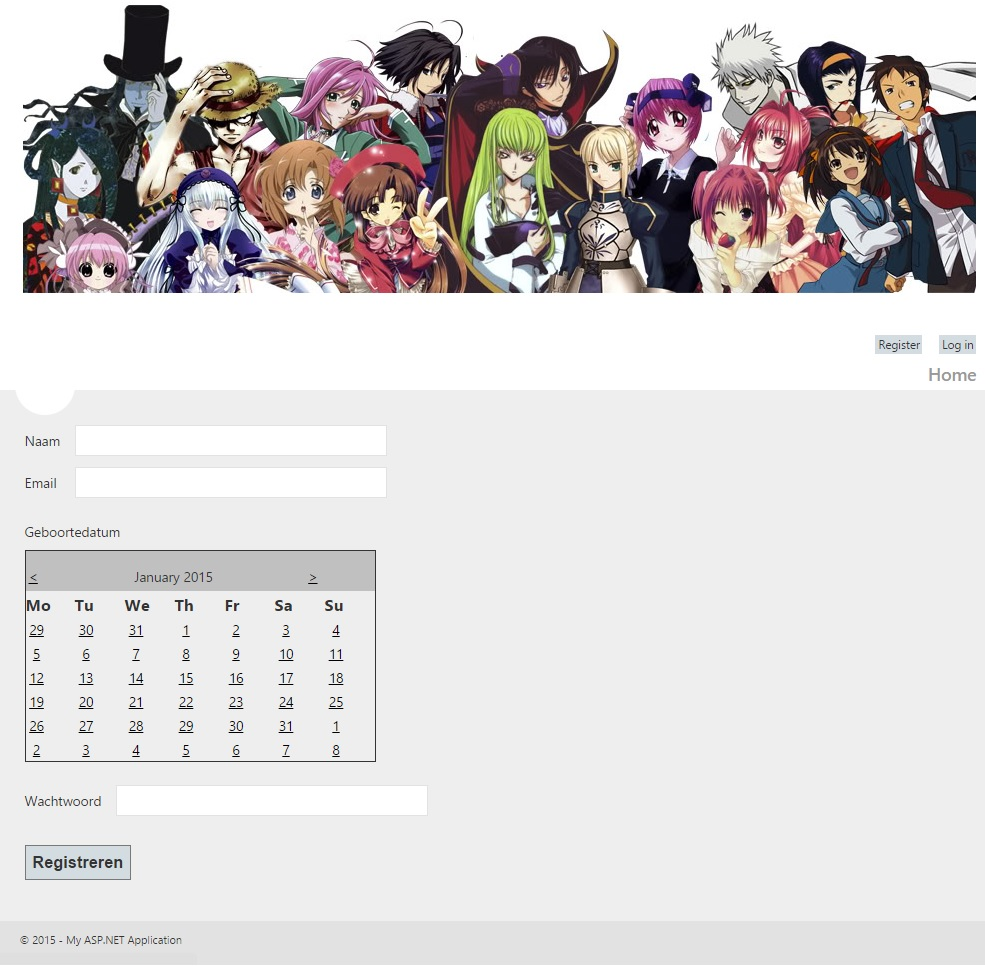 Register Log in
Home
Naam
Email
Geboortedatum
< January 2015 >
Mo Tu We Th Fr Sa Su
29 30 31 1 2 3 4
5 6 7 8 9 10 11
12 13 14 15 16 17 18
19 20 21 22 23 24 25
26 27 28 29 30 31 1
2 3 4 5 6 7 8
Wachtwoord
Registreren
© 2015 - My ASP.NET Application